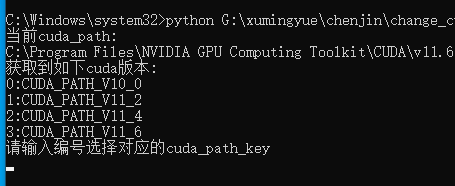 C:\Windows\system32>python G:\xumingyue\chenjin\change_c
当前cuda_path:
C:\Program Files\NVIDIA GPU Computing Toolkit\CUDA\v11.6
获取到如下cuda版本:
0:CUDA_PATH_V10_0
1:CUDA_PATH_V11_2
2:CUDA_PATH_V11_4
3:CUDA_PATH_V11_6
请输入编号选择对应的cuda_path_key